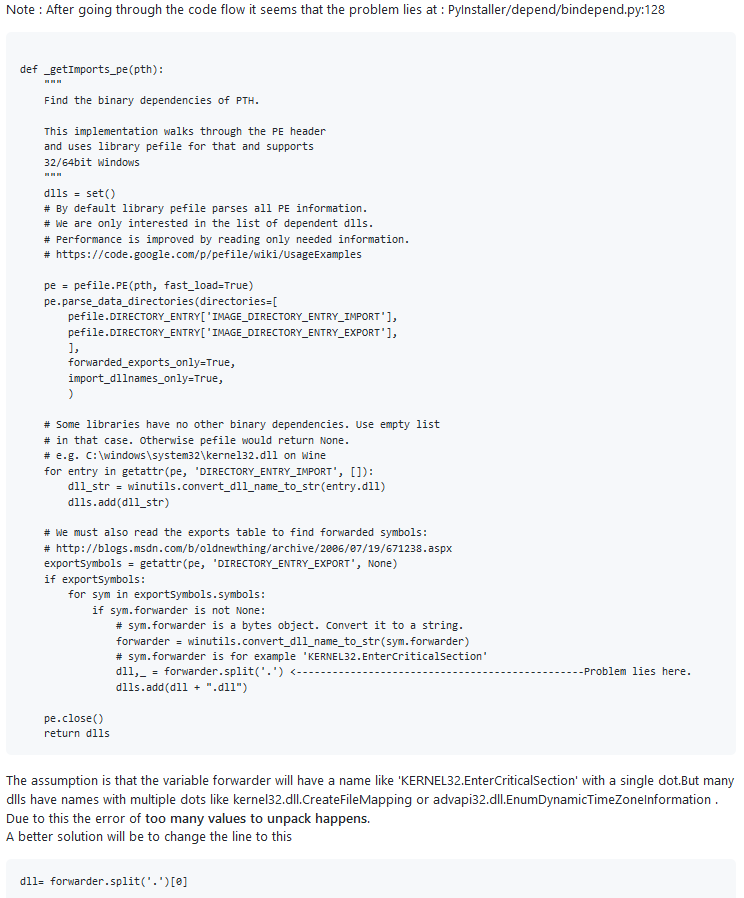 Note : After going through the code flow it seems that the problem lies at : PyInstaller/depend/bindepend.py:128
def _getImports_pe(pth):
    """
    Find the binary dependencies of PTH.

    This implementation walks through the PE header
    and uses library pefile for that and supports
    32/64bit Windows
    """
    dlls = set()
    # By default library pefile parses all PE information.
    # We are only interested in the list of dependent dlls.
    # Performance is improved by reading only needed information.
    # https://code.google.com/p/pefile/wiki/UsageExamples

    pe = pefile.PE(pth, fast_load=True)
    pe.parse_data_directories(directories=[
        pefile.DIRECTORY_ENTRY['IMAGE_DIRECTORY_ENTRY_IMPORT'],
        pefile.DIRECTORY_ENTRY['IMAGE_DIRECTORY_ENTRY_EXPORT'],
        ],
        forwarded_exports_only=True,
        import_dllnames_only=True,
        )

    # Some libraries have no other binary dependencies. Use empty list
    # in that case. Otherwise pefile would return None.
    # e.g. C:\windows\system32\kernel32.dll on Wine
    for entry in getattr(pe, 'DIRECTORY_ENTRY_IMPORT', []):
        dll_str = winutils.convert_dll_name_to_str(entry.dll)
        dlls.add(dll_str)

    # We must also read the exports table to find forwarded symbols:
    # http://blogs.msdn.com/b/oldnewthing/archive/2006/07/19/671238.aspx
    exportSymbols = getattr(pe, 'DIRECTORY_ENTRY_EXPORT', None)
    if exportSymbols:
        for sym in exportSymbols.symbols:
            if sym.forwarder is not None:
                # sym.forwarder is a bytes object. Convert it to a string.
                forwarder = winutils.convert_dll_name_to_str(sym.forwarder)
                # sym.forwarder is for example 'KERNEL32.EnterCriticalSection'
                dll,_ = forwarder.split('.') <------------------------------------------------Problem lies here.
                dlls.add(dll + ".dll")

    pe.close()
    return dlls
The assumption is that the variable forwarder will have a name like 'KERNEL32.EnterCriticalSection' with a single dot.But many
dlls have names with multiple dots like kernel32.dll.CreateFileMapping or advapi32.dll.EnumDynamicTimeZoneInformation .
Due to this the error of too many values to unpack happens.
A better solution will be to change the line to this
dll= forwarder.split('.')[0]